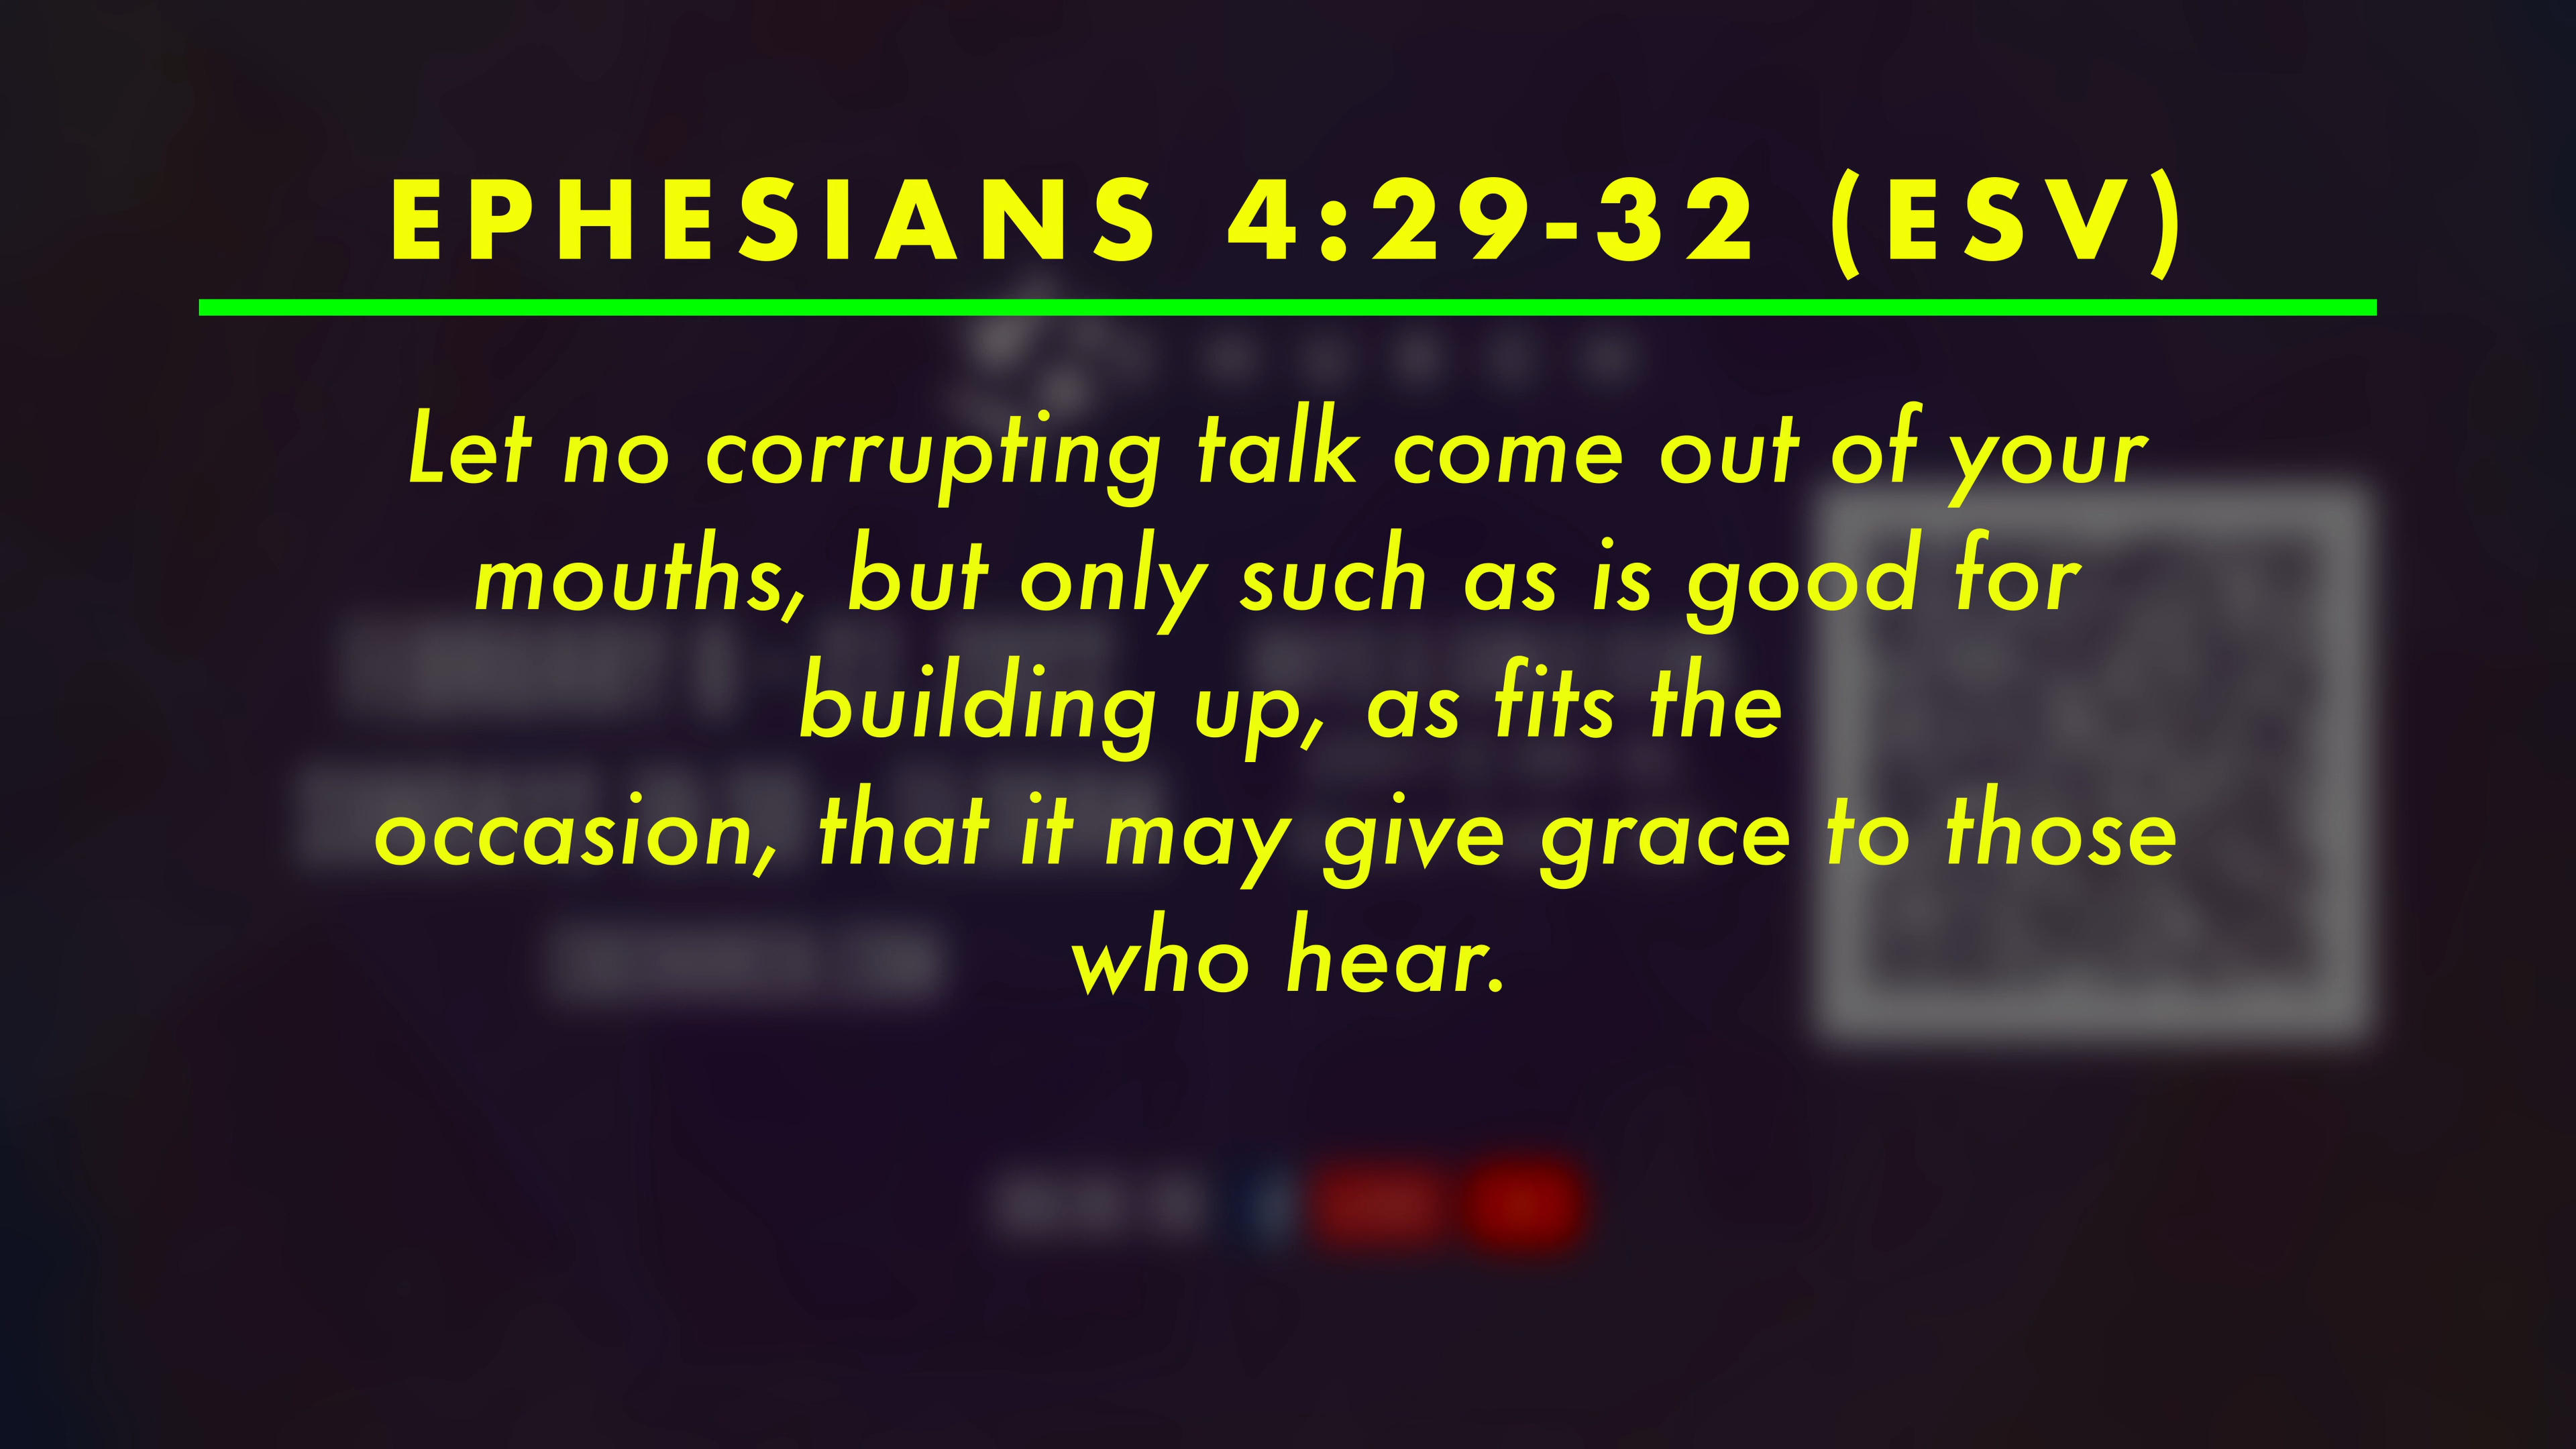 EPHESIANS 4:29-32 (ESV)
Let no corrupting talk come out of your
mouths, but only such as is good for
building up, as fits the
occasion, that it may give grace to those
who hear.